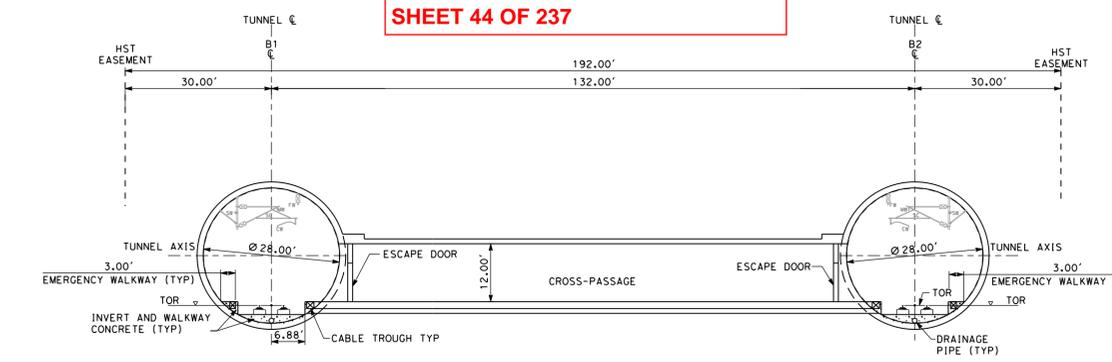 SHEET 44 OF 237
TUNNEL ℄
TUNNEL ℄
B1
℄
B2
℄
HST
EASEMENT
HST
EASEMENT
192.00'
30.00'
132.00'
30.00'
TUNNEL AXIS
Ø 28.00'
ESCAPE DOOR
12.00'
CROSS-PASSAGE
ESCAPE DOOR
Ø 28.00'
TUNNEL AXIS
3.00'
EMERGENCY WALKWAY (TYP)
3.00'
EMERGENCY WALKWAY
TOR
TOR
TOR
INVERT AND WALKWAY
CONCRETE (TYP)
6.88'
CABLE TROUGH TYP
DRAINAGE
PIPE (TYP)